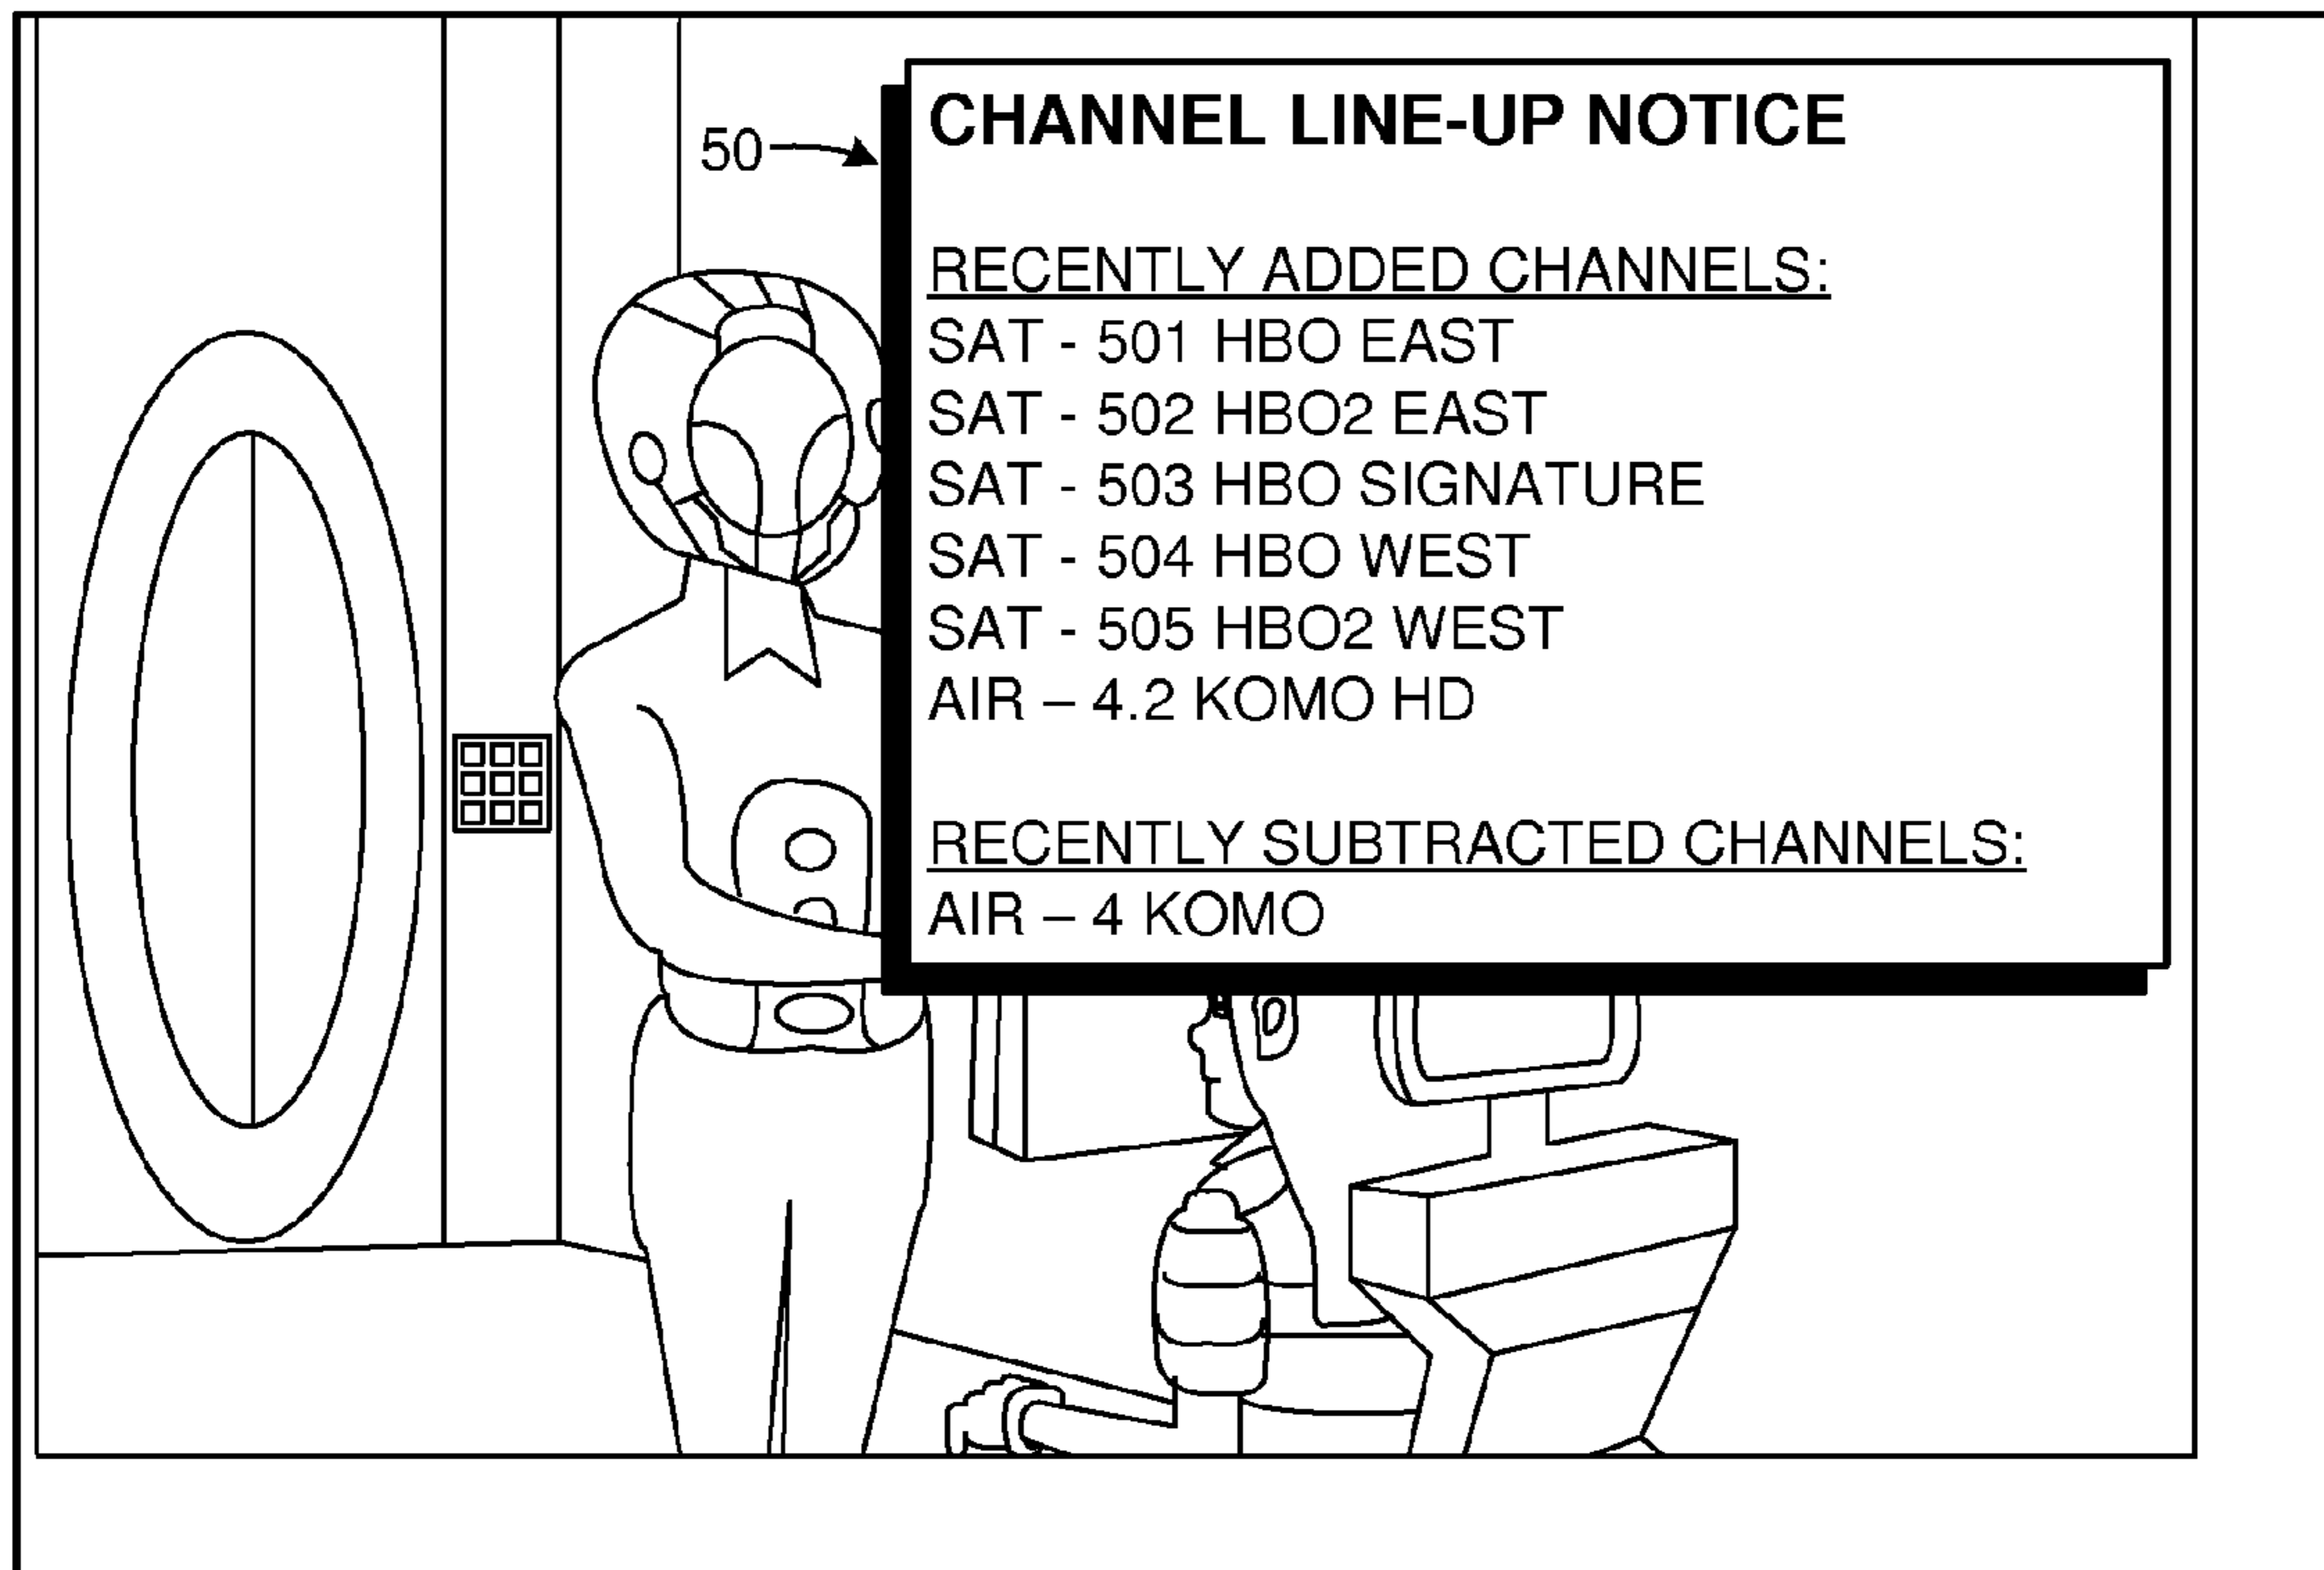 50
CHANNEL LINE-UP NOTICE
RECENTLY ADDED CHANNELS:
SAT - 501 HBO EAST
SAT - 502 HBO2 EAST
SAT - 503 HBO SIGNATURE
SAT - 504 HBO WEST
SAT - 505 HBO2 WEST
AIR – 4.2 KOMO HD
RECENTLY SUBTRACTED CHANNELS:
AIR – 4 KOMO